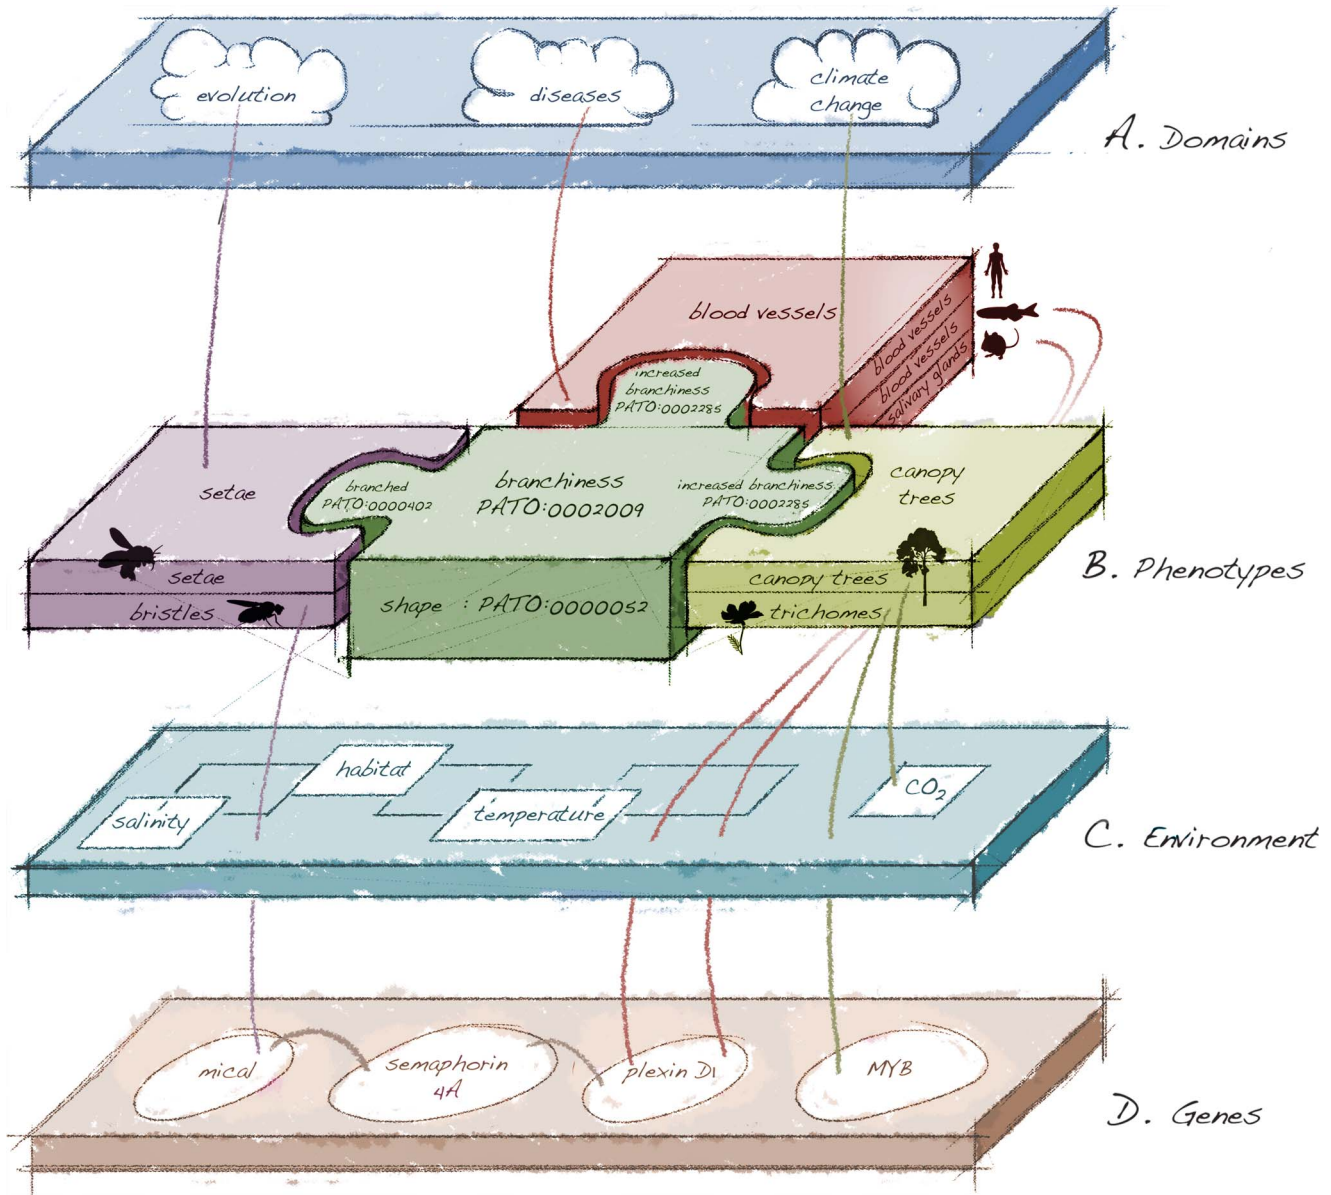 evolution
diseases
climate
change
A. Domains
blood vessels
blood vessels
blood vessels
salivary glands
increased
branchiness
PATO:0002285
setae
branched
PATO:0000402
branchiness
PATO:0002009
increased branchiness
PATO:0002285
canopy
trees
setae
bristles
shape : PATO:0000052
canopy trees
trichomes
B. Phenotypes
habitat
salinity
temperature
CO₂
C. Environment
mical
semaphorin
4A
plexin D1
MYB
D. Genes